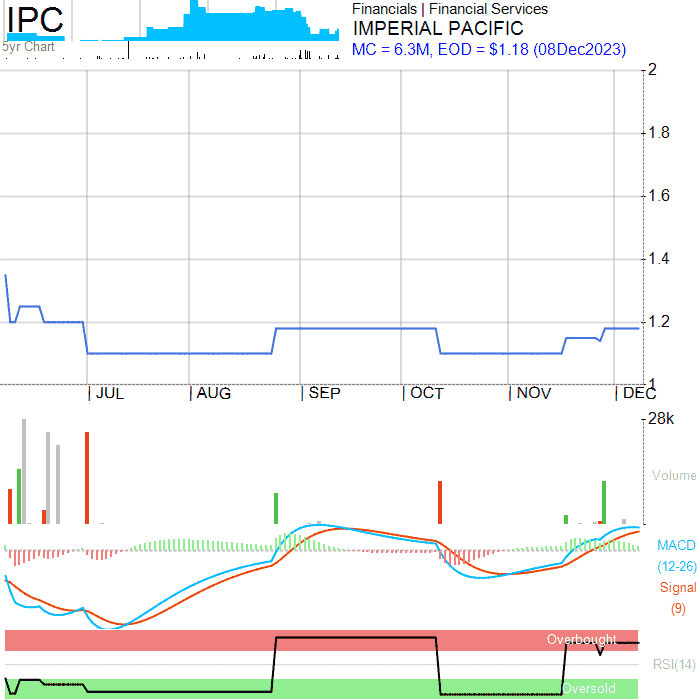 IPC
5yr Chart
Financials | Financial Services
IMPERIAL PACIFIC
MC = 6.3M, EOD = $1.18 (08Dec2023)
2
1.8
1.6
1.4
1.2
1
JUL AUG SEP OCT NOV DEC
28k
Volume
MACD
(12-26)
Signal
(9)
Overbought
RSI(14)
Oversold